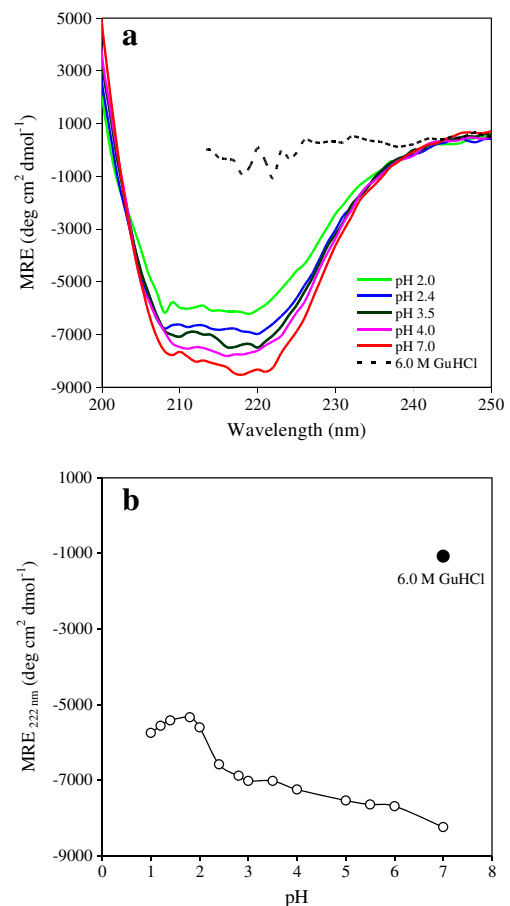 a
5000
3000
1000
-1000
-3000
-5000
-7000
-9000
MRE (deg cm² dmol⁻¹)
pH 2.0
pH 2.4
pH 3.5
pH 4.0
pH 7.0
6.0 M GuHCl
200 210 220 230 240 250
Wavelength (nm)
b
1000
-1000
-3000
-5000
-7000
-9000
MRE 222 nm (deg cm² dmol⁻¹)
6.0 M GuHCl
0 1 2 3 4 5 6 7 8
pH